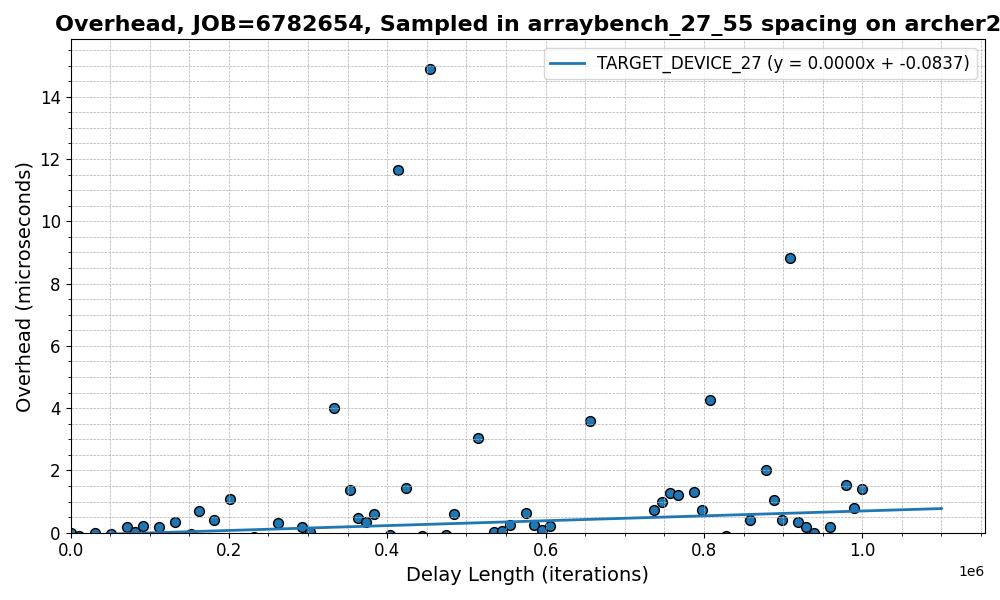 Overhead, JOB=6782654, Sampled in arraybench_27_55 spacing on archer2
TARGET_DEVICE_27 (y = 0.0000x + -0.0837)
Overhead (microseconds)
14
12
10
8
6
4
2
0
0.0 0.2 0.4 0.6 0.8 1.0
1e6
Delay Length (iterations)